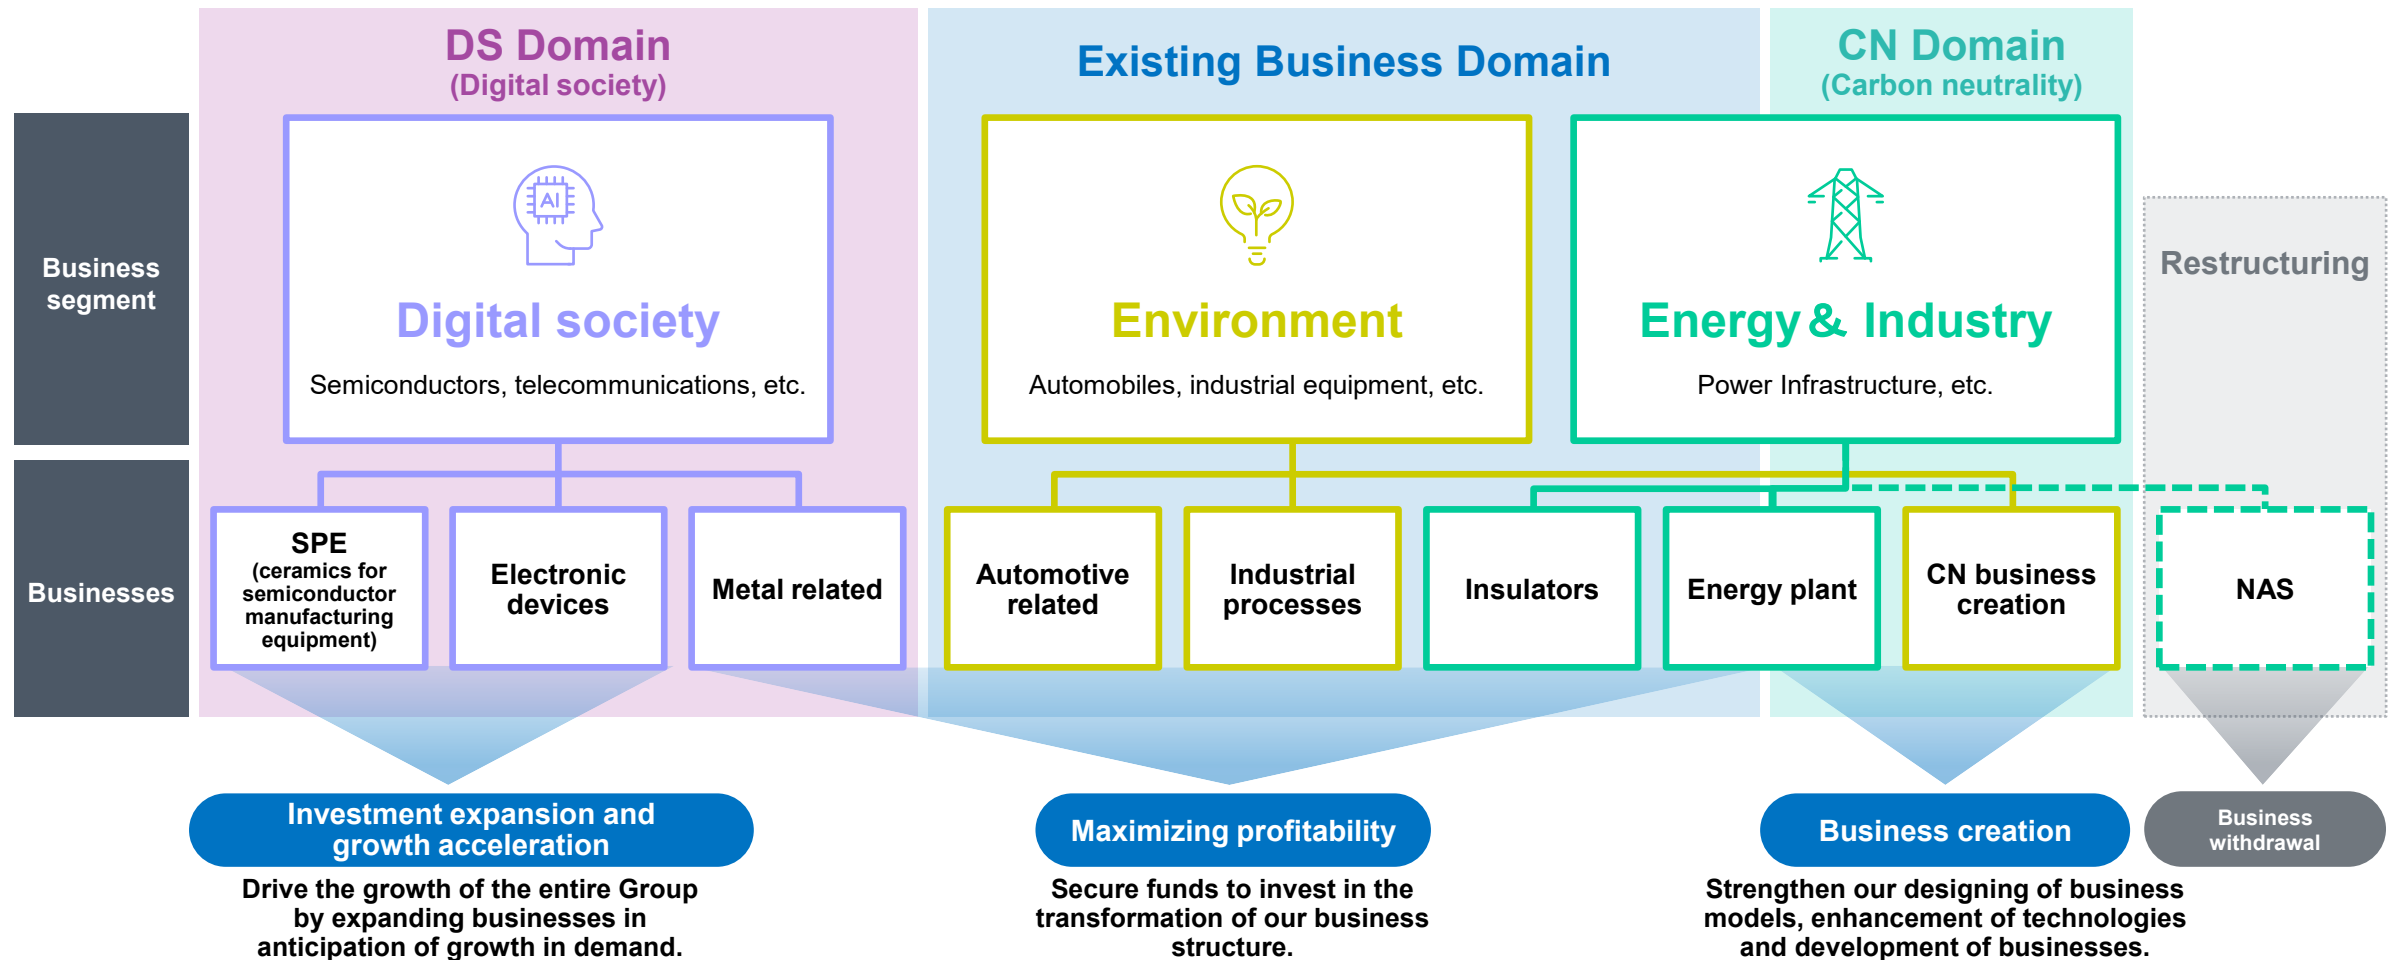 DS Domain
(Digital society)
Existing Business Domain
CN Domain
(Carbon neutrality)
Business
segment
AI
Digital society
Semiconductors, telecommunications, etc.
Environment
Automobiles, industrial equipment, etc.
Energy & Industry
Power Infrastructure, etc.
Restructuring
Businesses
SPE
(ceramics for
semiconductor
manufacturing
equipment)
Electronic
devices
Metal related
Automotive
related
Industrial
processes
Insulators
Energy plant
CN business
creation
NAS
Investment expansion and
growth acceleration
Drive the growth of the entire Group
by expanding businesses in
anticipation of growth in demand.
Maximizing profitability
Secure funds to invest in the
transformation of our business
structure.
Business creation
Strengthen our designing of business
models, enhancement of technologies
and development of businesses.
Business
withdrawal